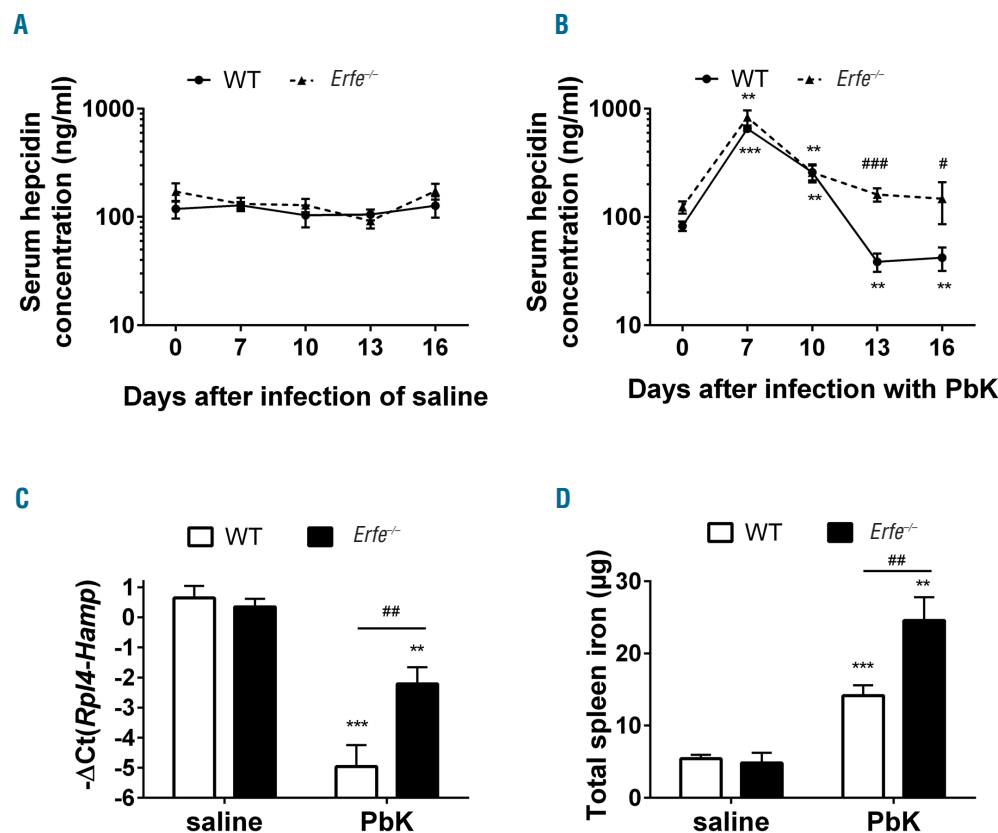 A
WT Erfe–/–
Serum hepcidin
concentration (ng/ml)
1000
100
10
0 7 10 13 16
Days after infection of saline
B
WT Erfe–/–
Serum hepcidin
concentration (ng/ml)
1000
100
10
**
***
**
**
###
#
**
**
0 7 10 13 16
Days after infection with PbK
C
WT Erfe–/–
-ΔCt(Rpl4-Hamp)
1
0
-1
-2
-3
-4
-5
-6
##
**
***
saline PbK
D
WT Erfe–/–
Total spleen iron (µg)
30
20
10
0
##
**
***
saline PbK